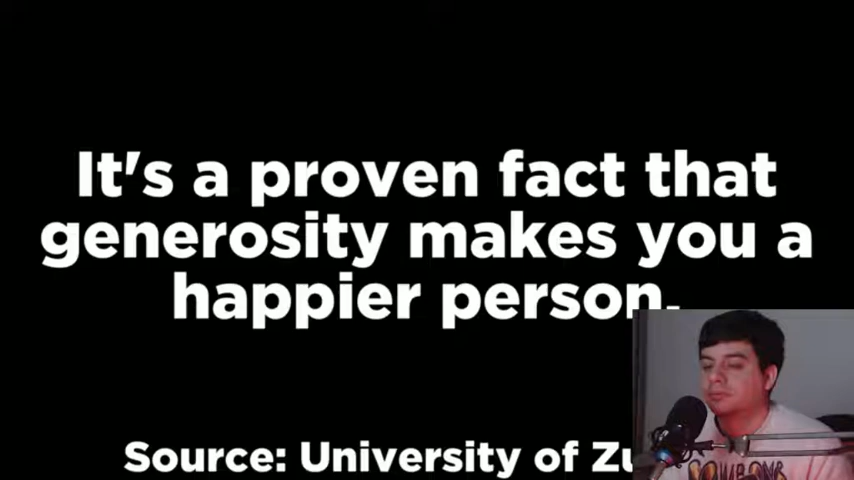 It's a proven fact that
generosity makes you a
happier person.
Source: University of